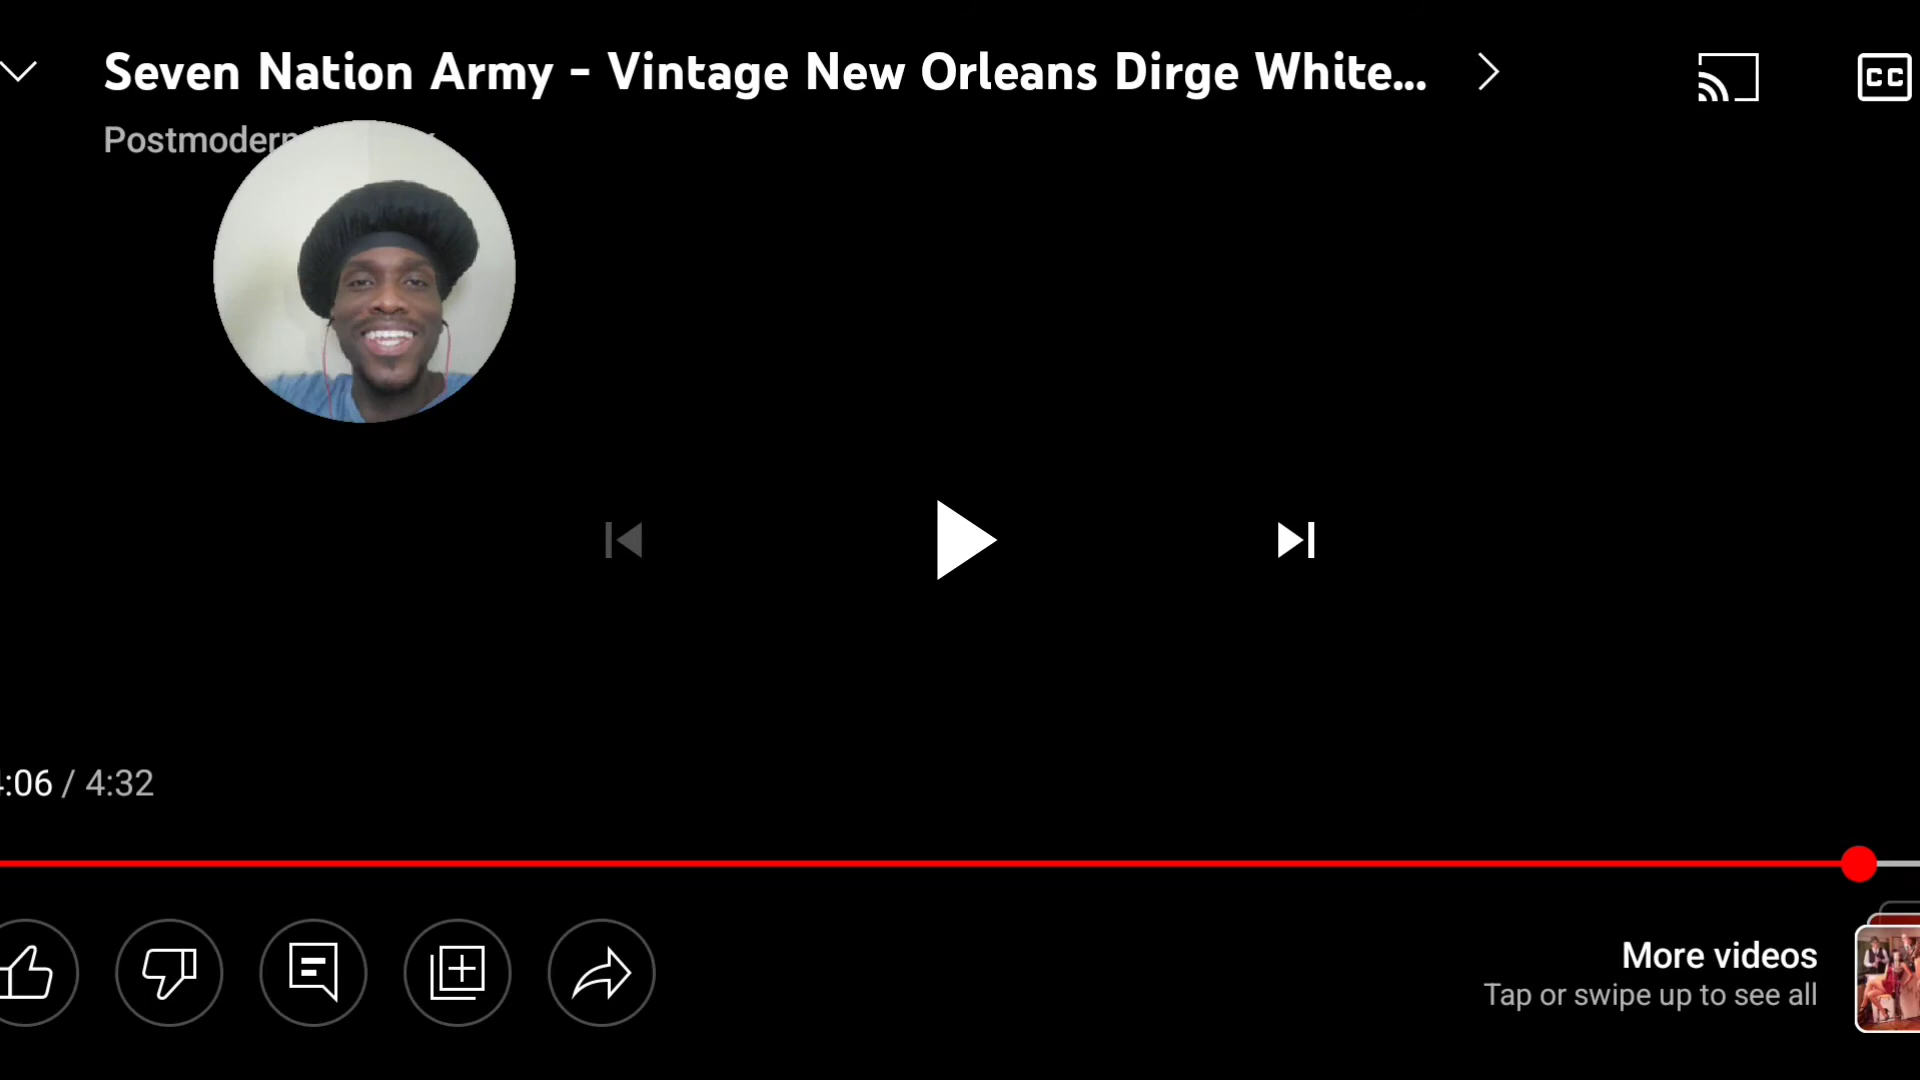 Seven Nation Army - Vintage New Orleans Dirge White...
CC
Postmodern
:06 / 4:32
More videos
Tap or swipe up to see all